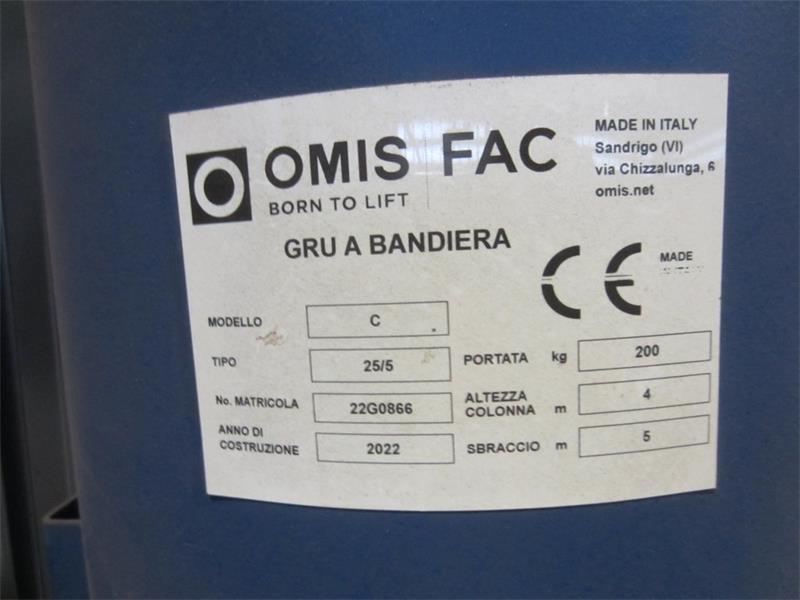 OMIS FAC
BORN TO LIFT
MADE IN ITALY
Sandrigo (VI)
via Chizzalunga, 6
omis.net
GRU A BANDIERA
CE
MADE
MODELLO C
TIPO 25/5
No. MATRICOLA 22G0866
ANNO DI
COSTRUZIONE 2022
PORTATA kg 200
ALTEZZA
COLONNA m 4
SBRACCIO m 5